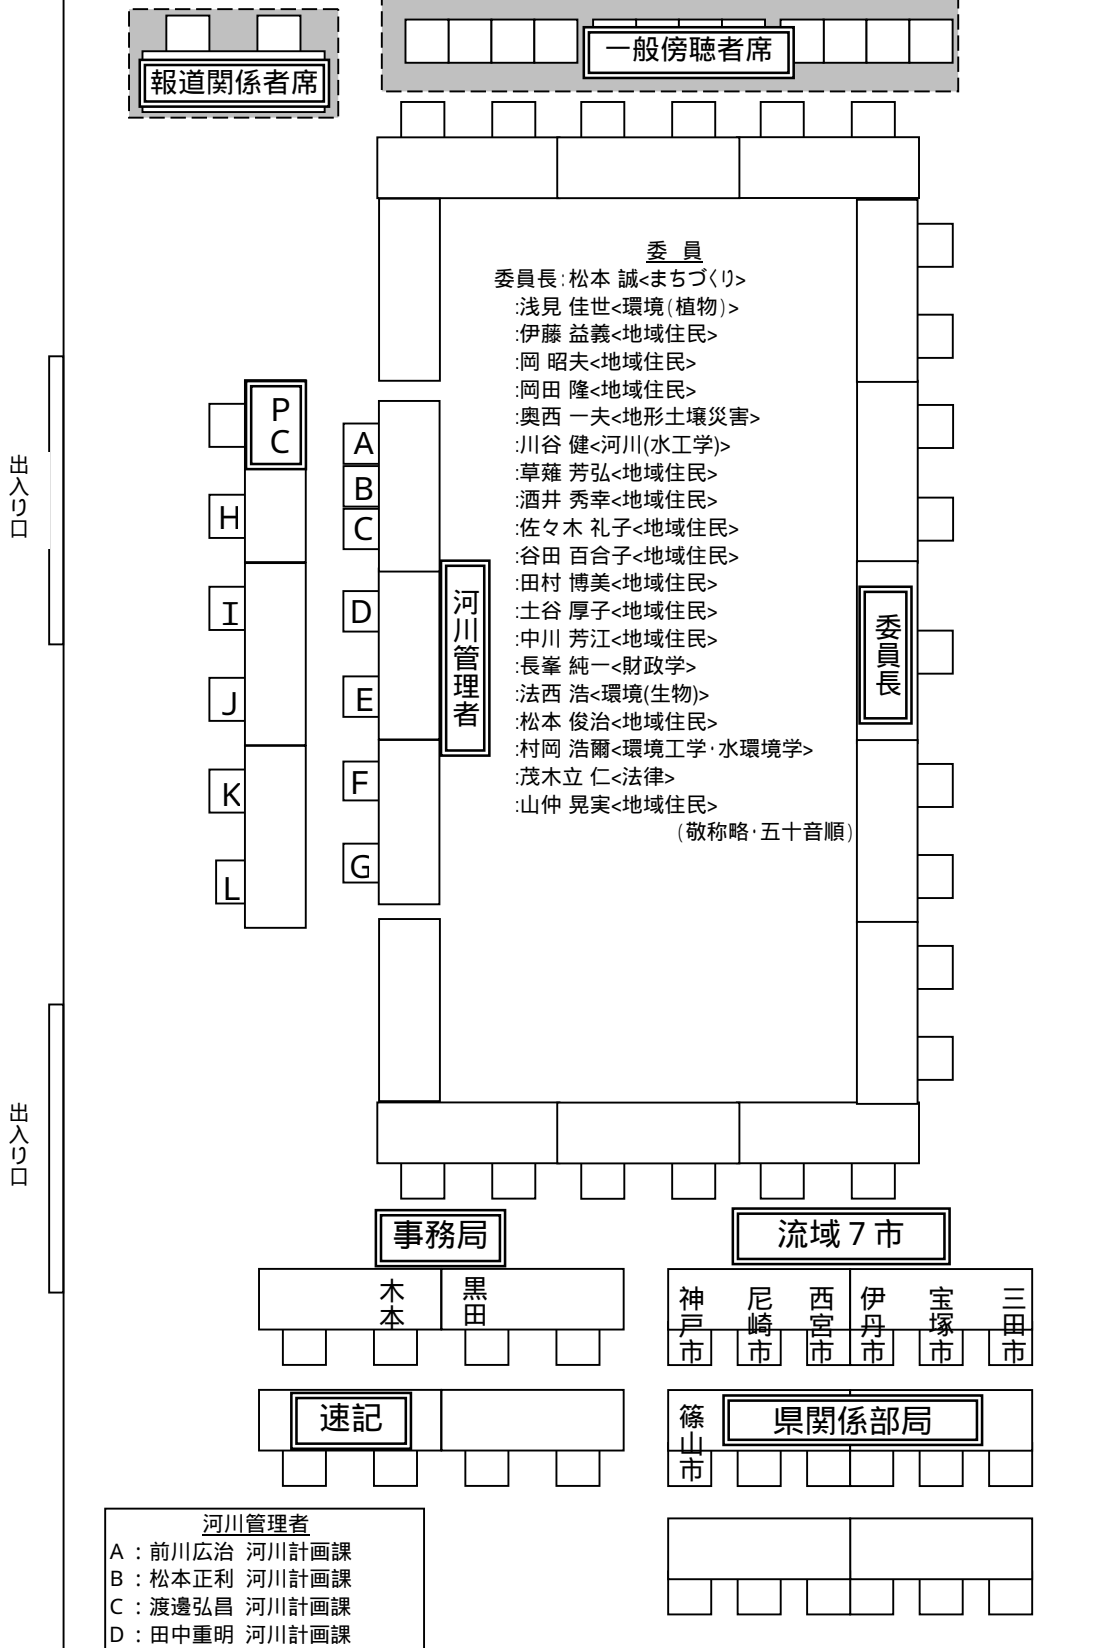 報道関係者席
一般傍聴者席
委 員
委員長:松本 誠<まちづくり>
:浅見 佳世<環境(植物)>
:伊藤 益義<地域住民>
:岡 昭夫<地域住民>
:岡田 隆<地域住民>
:奥西 一夫<地形土壌災害>
:川谷 健<河川(水工学)>
:草薙 芳弘<地域住民>
:酒井 秀幸<地域住民>
:佐々木 礼子<地域住民>
:谷田 百合子<地域住民>
:田村 博美<地域住民>
:土谷 厚子<地域住民>
:中川 芳江<地域住民>
:長峯 純一<財政学>
:法西 浩<環境(生物)>
:松本 俊治<地域住民>
:村岡 浩爾<環境工学・水環境学>
:茂木立 仁<法律>
:山仲 晃実<地域住民>
(敬称略・五十音順)
出入り口
PC
H
I
J
K
L
A
B
C
D
E
F
G
河川管理者
委員長
出入り口
事務局
木本
黒田
流域7市
神戸市
尼崎市
西宮市
伊丹市
宝塚市
三田市
速記
篠山市
県関係部局
河川管理者
A:前川広治 河川計画課
B:松本正利 河川計画課
C:渡邊弘昌 河川計画課
D:田中重明 河川計画課